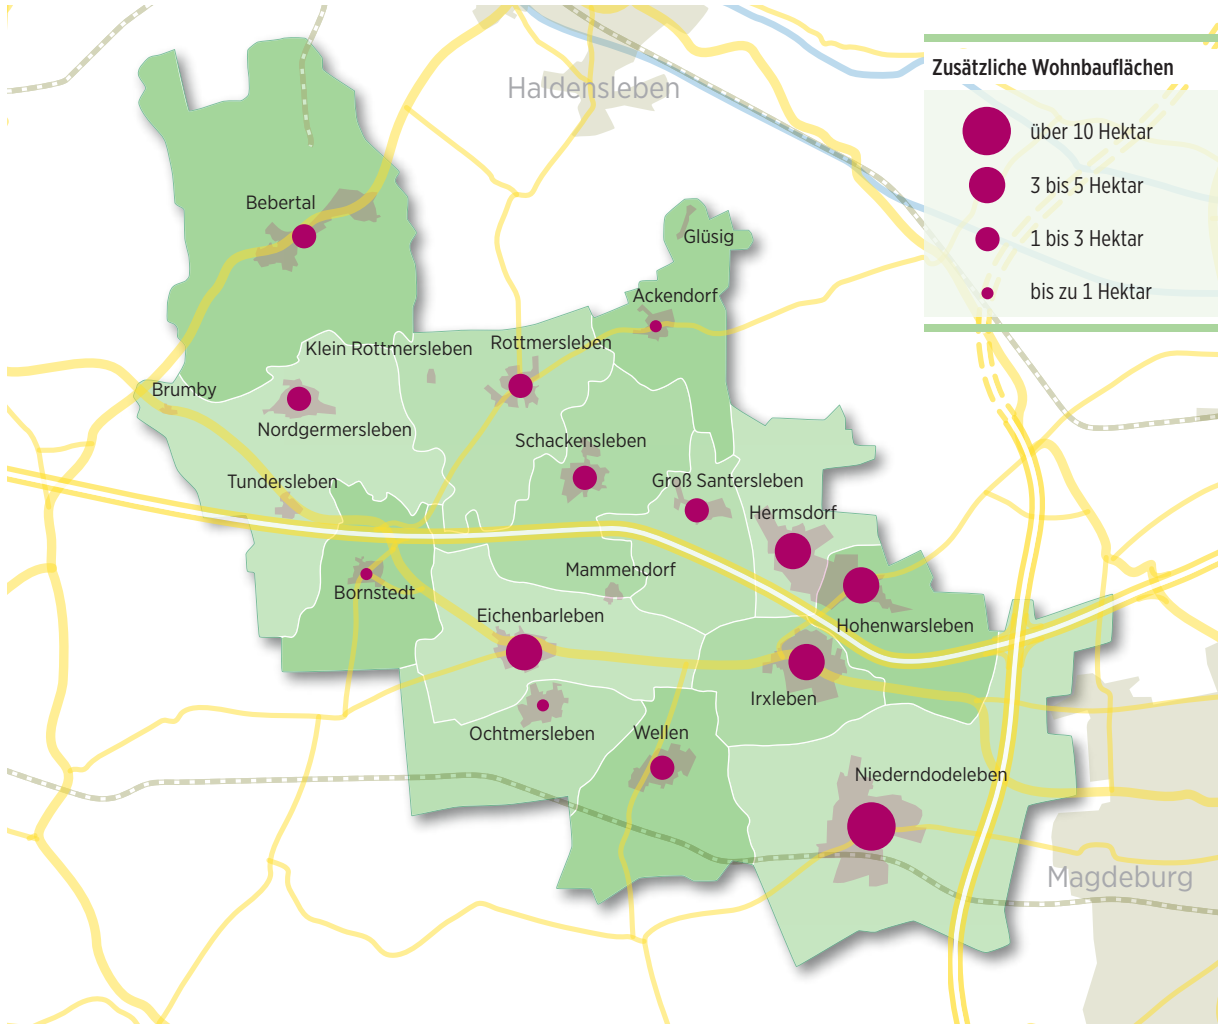 Zusätzliche Wohnbauflächen
über 10 Hektar
3 bis 5 Hektar
1 bis 3 Hektar
bis zu 1 Hektar
Haldensleben
Bebertal
Glüsig
Ackendorf
Klein Rottmersleben
Rottmersleben
Brumby
Nordgermersleben
Schackensleben
Tundersleben
Groß Santersleben
Hermsdorf
Mammendorf
Bornstedt
Eichenbarleben
Hohenwarsleben
Irxleben
Ochtmersleben
Wellen
Niederndodeleben
Magdeburg